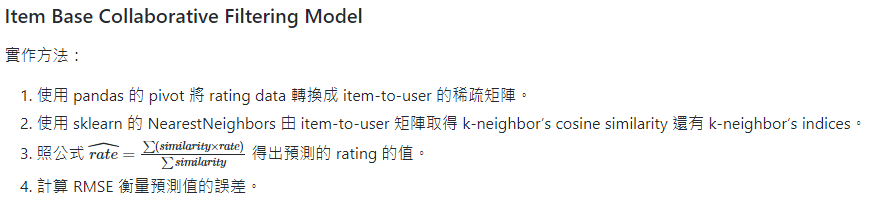 Item Base Collaborative Filtering Model
實作方法：
1. 使用 pandas 的 pivot 將 rating data 轉換成 item-to-user 的稀疏矩陣。
2. 使用 sklearn 的 NearestNeighbors 由 item-to-user 矩陣取得 k-neighbor's cosine similarity 還有 k-neighbor's indices。
3. 照公式 $\widehat{rate} = \frac{\sum(similarity \times rate)}{\sum similarity}$ 得出預測的 rating 的值。
4. 計算 RMSE 衡量預測值的誤差。